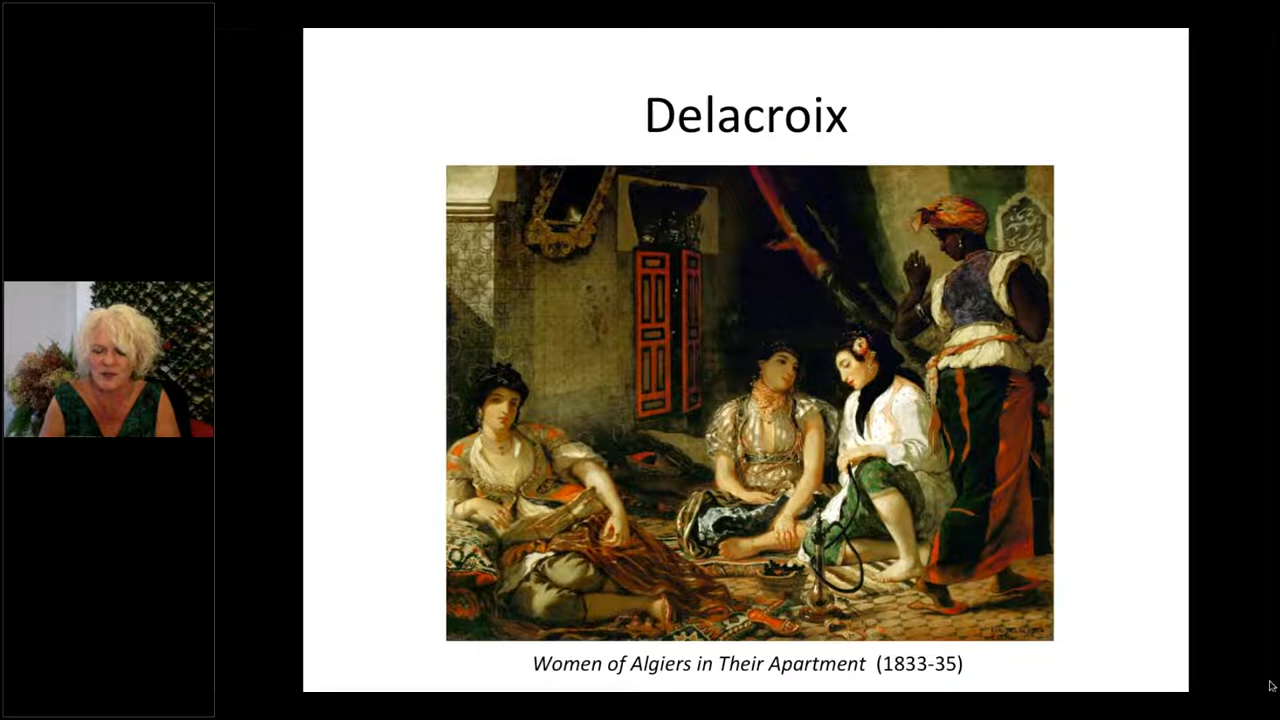 Delacroix
Women of Algiers in Their Apartment (1833-35)